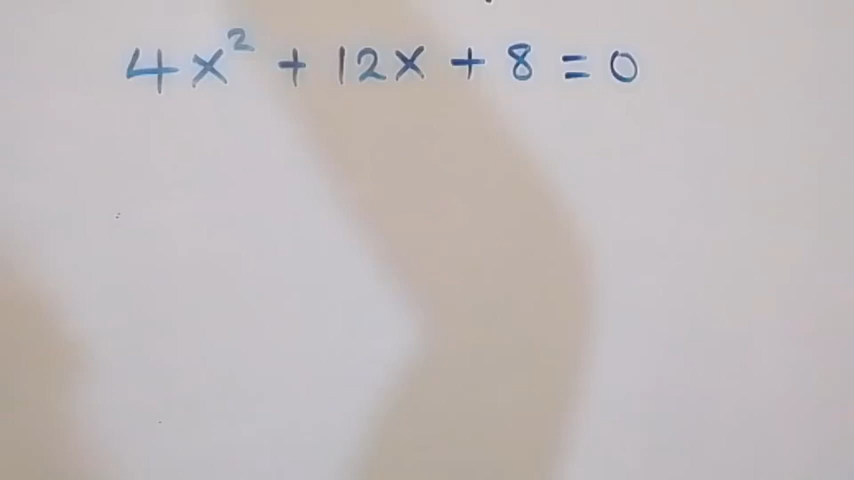 4x² + 12x + 8 = 0